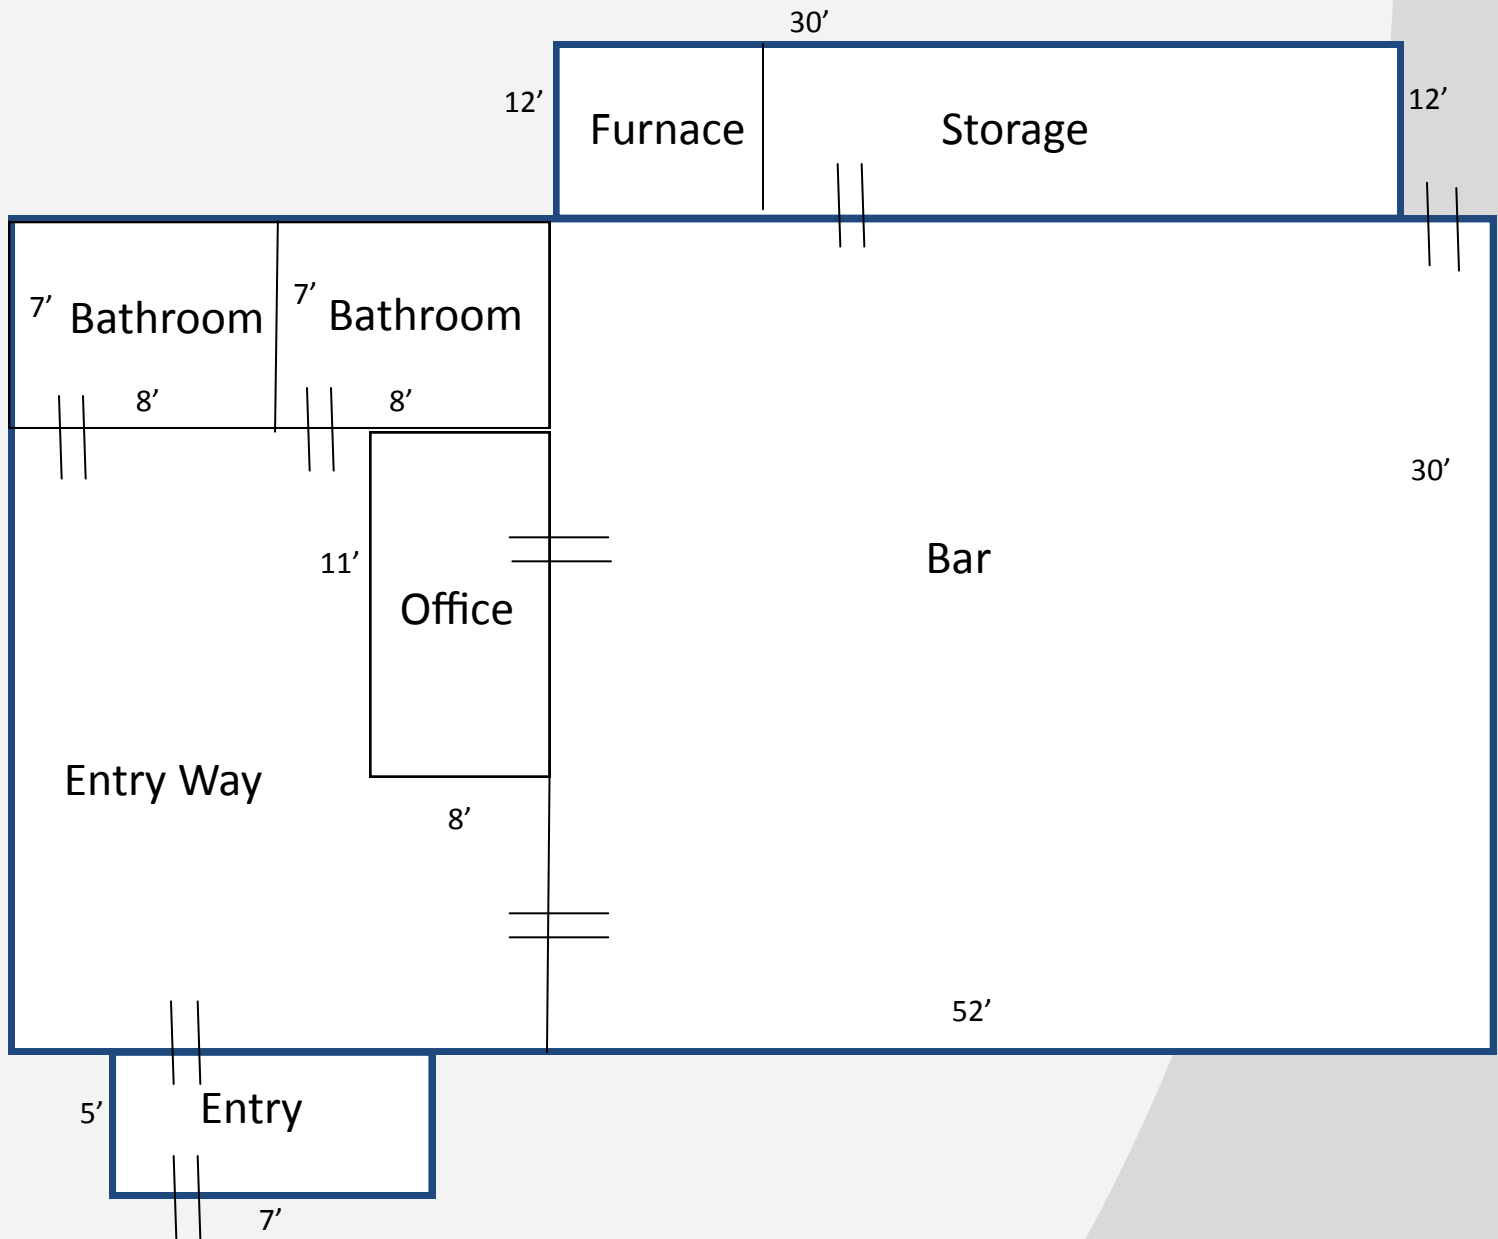 30’
12’
12’
Furnace
Storage
7’
Bathroom
7’
Bathroom
8’
8’
30’
11’
Office
Bar
Entry Way
8’
52’
5’
Entry
7’